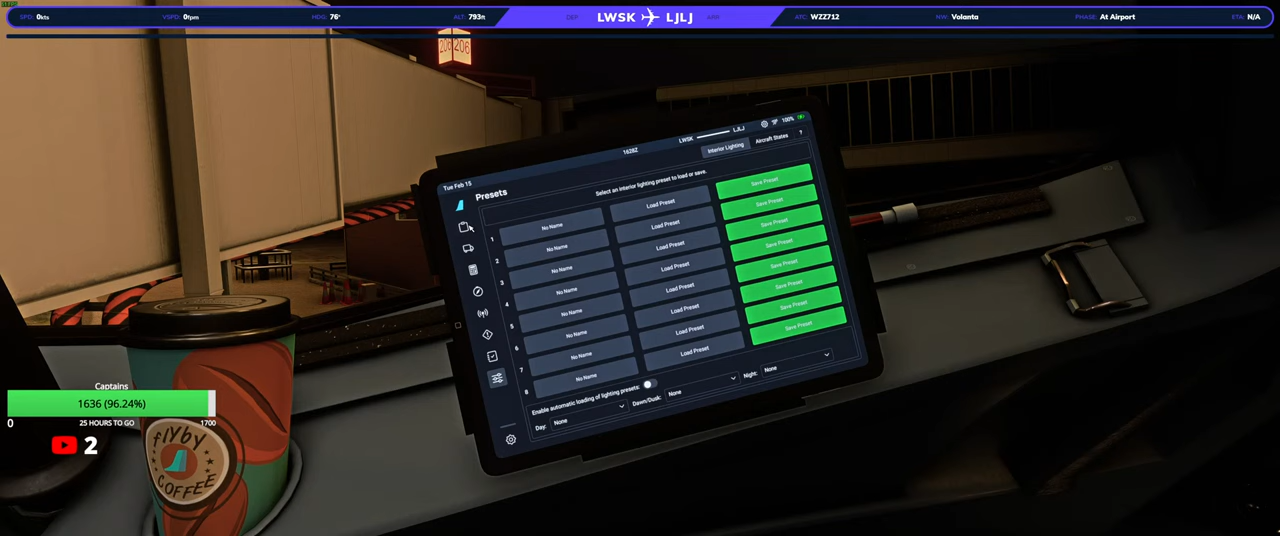 SPD: 0kts VSPD: 0fpm HDG: 76° ALT: 793ft DEP LWSK LJLJ ARR ATC: WZZ712 NW: Volanta PHASE: At Airport ETA: N/A
206 206
Tue Feb 15 1628Z LWSK LJLJ 100%
Presets Interior Lighting Aircraft States ?
Select an interior lighting preset to load or save.
1 No Name Load Preset Save Preset
2 No Name Load Preset Save Preset
3 No Name Load Preset Save Preset
4 No Name Load Preset Save Preset
5 No Name Load Preset Save Preset
6 No Name Load Preset Save Preset
7 No Name Load Preset Save Preset
8 No Name Load Preset Save Preset
Enable automatic loading of lighting presets:
Day: None Dawn/Dusk: None Night: None
Captains
1636 (96.24%)
0 25 HOURS TO GO 1700
2
flyby
COFFEE